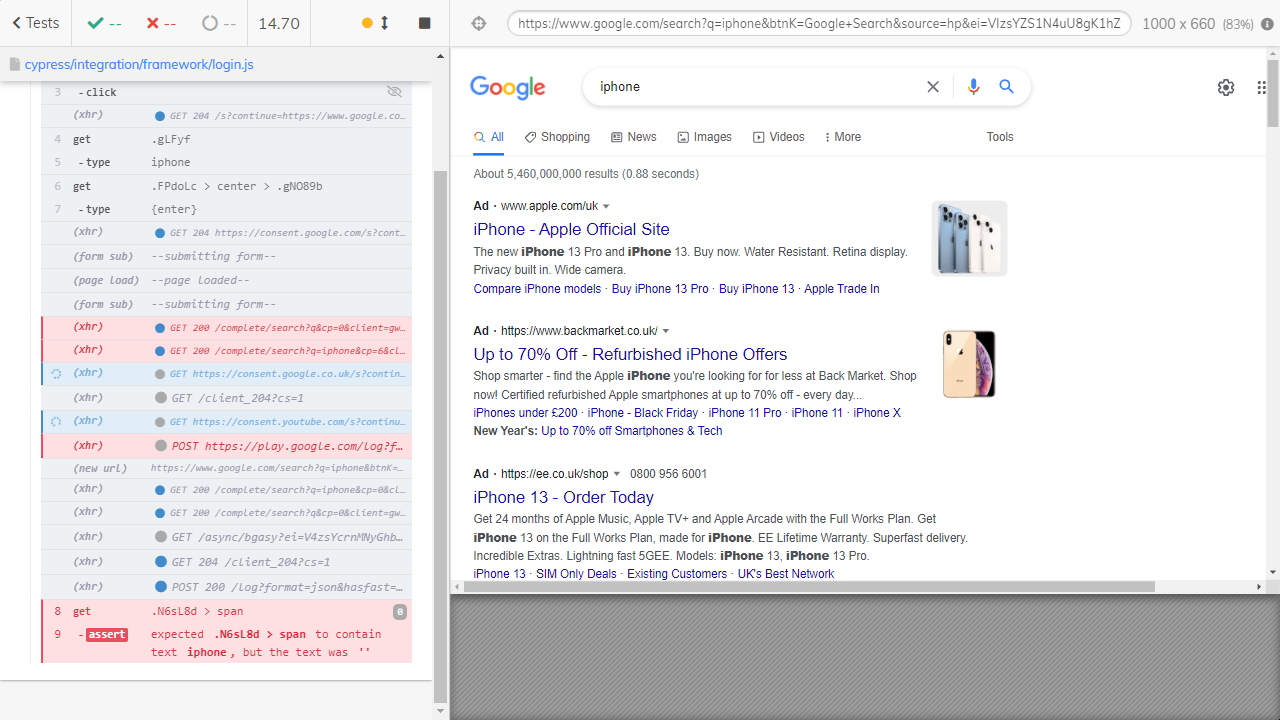 Tests
--
--
--
14.70
https://www.google.com/search?q=iphone&btnK=Google+Search&source=hp&ei=VIzsYZS1N4uU8gK1hZ
1000 x 660 (83%)
cypress/integration/framework/login.js
3 -click
(xhr) GET 204 /s?continue=https://www.google.co...
4 get .gLFyf
5 -type iphone
6 get .FPdoLc > center > .gNO89b
7 -type {enter}
(xhr) GET 204 https://consent.google.com/s?cont...
(form sub) --submitting form--
(page load) --page loaded--
(form sub) --submitting form--
(xhr) GET 200 /complete/search?q&cp=0&client=gw...
(xhr) GET 200 /complete/search?q=iphone&cp=6&cl...
(xhr) GET https://consent.google.co.uk/s?contin...
(xhr) GET /client_204?cs=1
(xhr) GET https://consent.youtube.com/s?continu...
(xhr) POST https://play.google.com/log?f...
(new url) https://www.google.com/search?q=iphone&btnK=...
(xhr) GET 200 /complete/search?q=iphone&cp=0&cl...
(xhr) GET 200 /complete/search?q&cp=0&client=gw...
(xhr) GET /async/bgasy?ei=V4zsYcrnMNyGhb...
(xhr) GET 204 /client_204?cs=1
(xhr) POST 200 /log?format=json&hasfast=...
8 get .N6sL8d > span 0
9 -assert expected .N6sL8d > span to contain
text iphone, but the text was ''
Google
iphone
All Shopping News Images Videos More Tools
About 5,460,000,000 results (0.88 seconds)
Ad · www.apple.com/uk
iPhone - Apple Official Site
The new iPhone 13 Pro and iPhone 13. Buy now. Water Resistant. Retina display.
Privacy built in. Wide camera.
Compare iPhone models · Buy iPhone 13 Pro · Buy iPhone 13 · Apple Trade In
Ad · https://www.backmarket.co.uk/
Up to 70% Off - Refurbished iPhone Offers
Shop smarter - find the Apple iPhone you're looking for for less at Back Market. Shop
now! Certified refurbished Apple smartphones at up to 70% off - every day...
iPhones under £200 · iPhone - Black Friday · iPhone 11 Pro · iPhone 11 · iPhone X
New Year's: Up to 70% off Smartphones & Tech
Ad · https://ee.co.uk/shop 0800 956 6001
iPhone 13 - Order Today
Get 24 months of Apple Music, Apple TV+ and Apple Arcade with the Full Works Plan. Get
iPhone 13 on the Full Works Plan, made for iPhone. EE Lifetime Warranty. Superfast delivery.
Incredible Extras. Lightning fast 5GEE. Models: iPhone 13, iPhone 13 Pro.
iPhone 13 · SIM Only Deals · Existing Customers · UK's Best Network